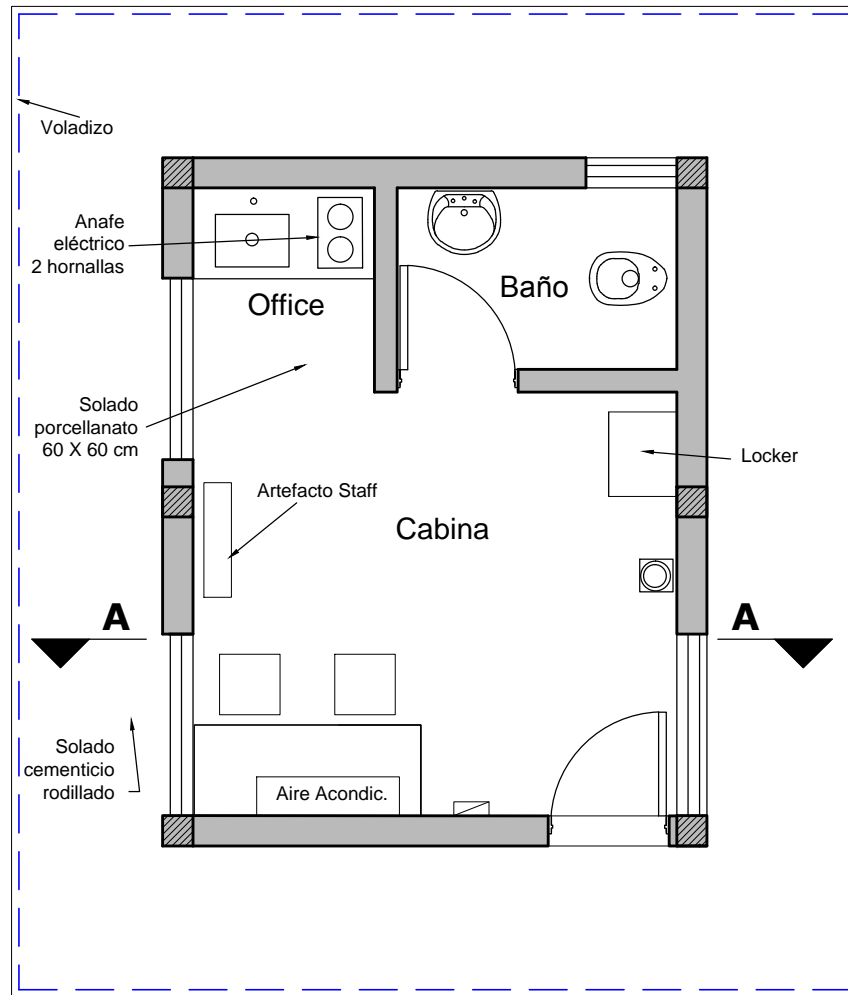 Voladizo
Anafe
eléctrico
2 hornallas
Office
Baño
Solado
porcellanato
60 X 60 cm
Locker
Artefacto Staff
Cabina
A
A
Solado
cementicio
rodillado
Aire Acondic.